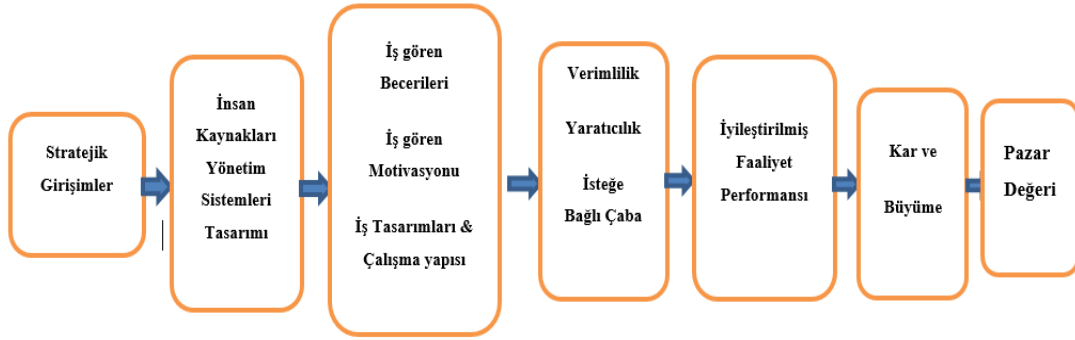 Stratejik
Girişimler
İnsan
Kaynakları
Yönetim
Sistemleri
Tasarımı
İş gören
Becerileri
İş gören
Motivasyonu
İş Tasarımları &
Çalışma yapısı
Verimlilik
Yaratıcılık
İsteğe
Bağlı Çaba
İyileştirilmiş
Faaliyet
Performansı
Kar ve
Büyüme
Pazar
Değeri